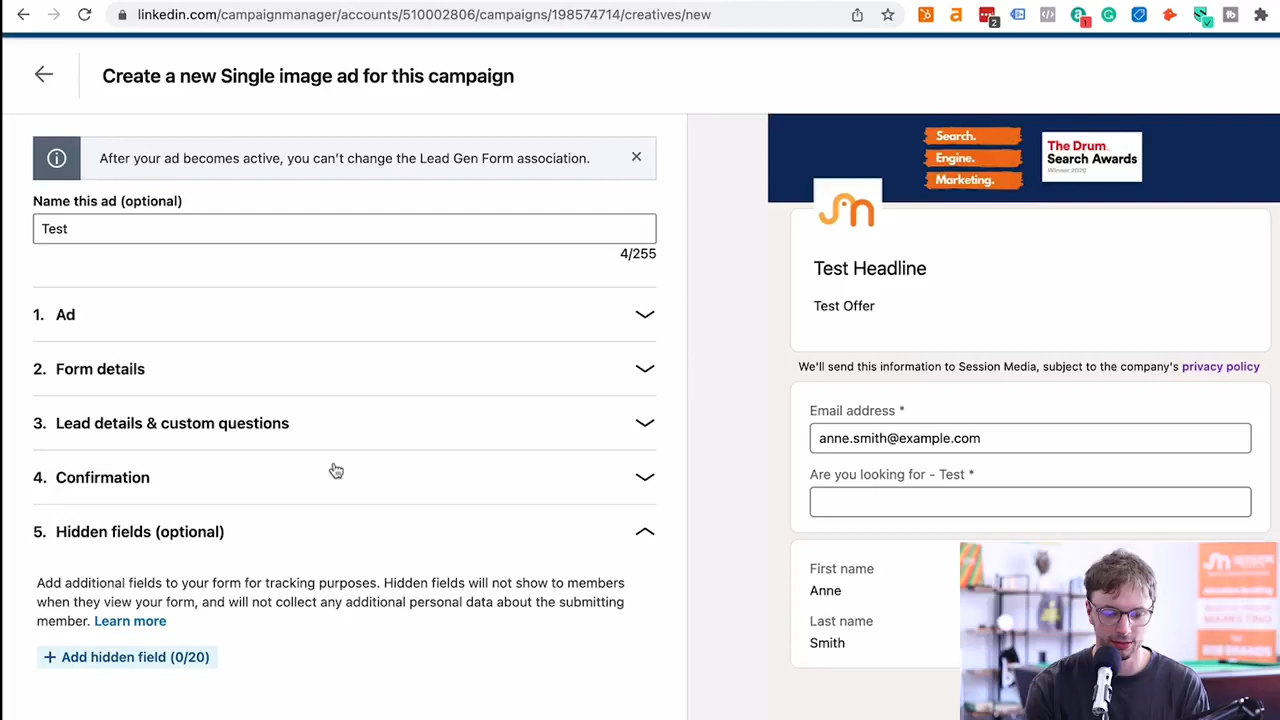 linkedin.com/campaignmanager/accounts/510002806/campaigns/198574714/creatives/new
2
1
Create a new Single image ad for this campaign
After your ad becomes active, you can't change the Lead Gen Form association.
Name this ad (optional)
Test
4/255
1. Ad
2. Form details
3. Lead details & custom questions
4. Confirmation
5. Hidden fields (optional)
Add additional fields to your form for tracking purposes. Hidden fields will not show to members
when they view your form, and will not collect any additional personal data about the submitting
member. Learn more
+ Add hidden field (0/20)
Search.
Engine.
Marketing.
The Drum.
Search Awards
Winner 2020
Test Headline
Test Offer
We'll send this information to Session Media, subject to the company's privacy policy
Email address *
anne.smith@example.com
Are you looking for - Test *
First name
Anne
Last name
Smith